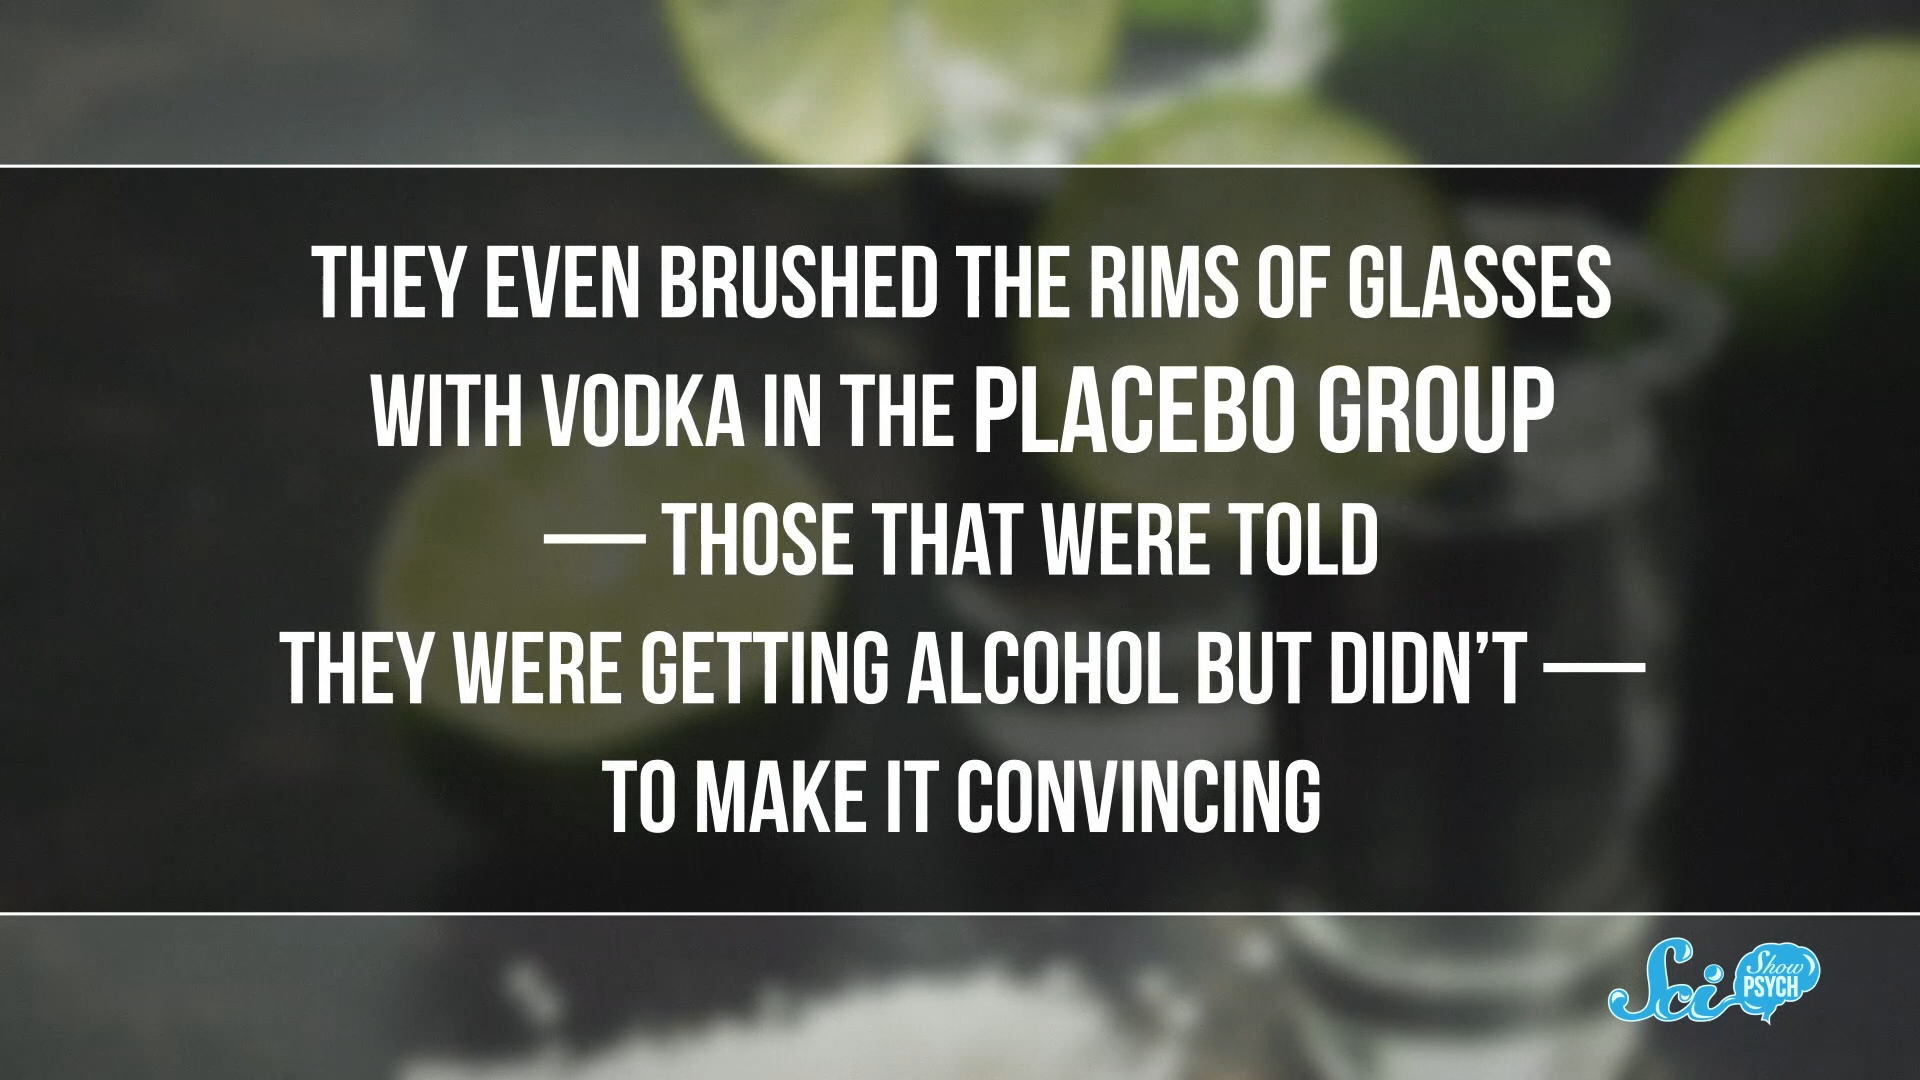 THEY EVEN BRUSHED THE RIMS OF GLASSES
WITH VODKA IN THE PLACEBO GROUP
— THOSE THAT WERE TOLD
THEY WERE GETTING ALCOHOL BUT DIDN’T —
TO MAKE IT CONVINCING
Sci Show
PSYCH